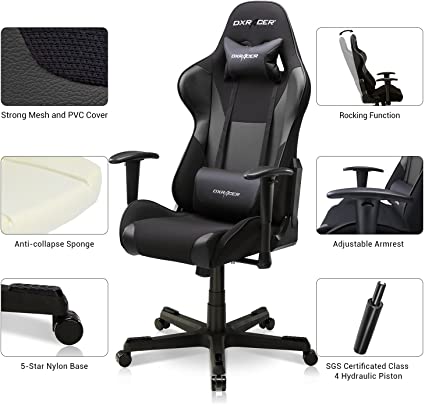 DXRACER
DXRACER
DXRACER
Strong Mesh and PVC Cover
Rocking Function
Anti-collapse Sponge
Adjustable Armrest
5-Star Nylon Base
SGS Certificated Class
4 Hydraulic Piston